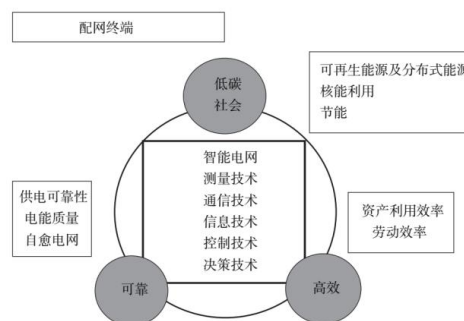 配网终端
低碳
社会
可再生能源及分布式能源
核能利用
节能
智能电网
测量技术
通信技术
信息技术
控制技术
决策技术
供电可靠性
电能质量
自愈电网
资产利用效率
劳动效率
可靠
高效